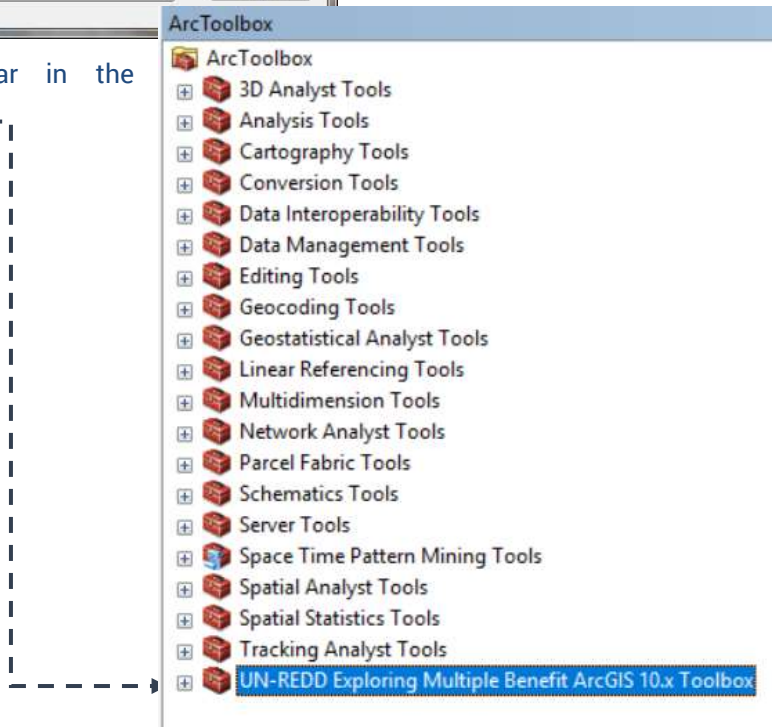 ar in the
ArcToolbox
ArcToolbox
3D Analyst Tools
Analysis Tools
Cartography Tools
Conversion Tools
Data Interoperability Tools
Data Management Tools
Editing Tools
Geocoding Tools
Geostatistical Analyst Tools
Linear Referencing Tools
Multidimension Tools
Network Analyst Tools
Parcel Fabric Tools
Schematics Tools
Server Tools
Space Time Pattern Mining Tools
Spatial Analyst Tools
Spatial Statistics Tools
Tracking Analyst Tools
UN-REDD Exploring Multiple Benefit ArcGIS 10.x Toolbox